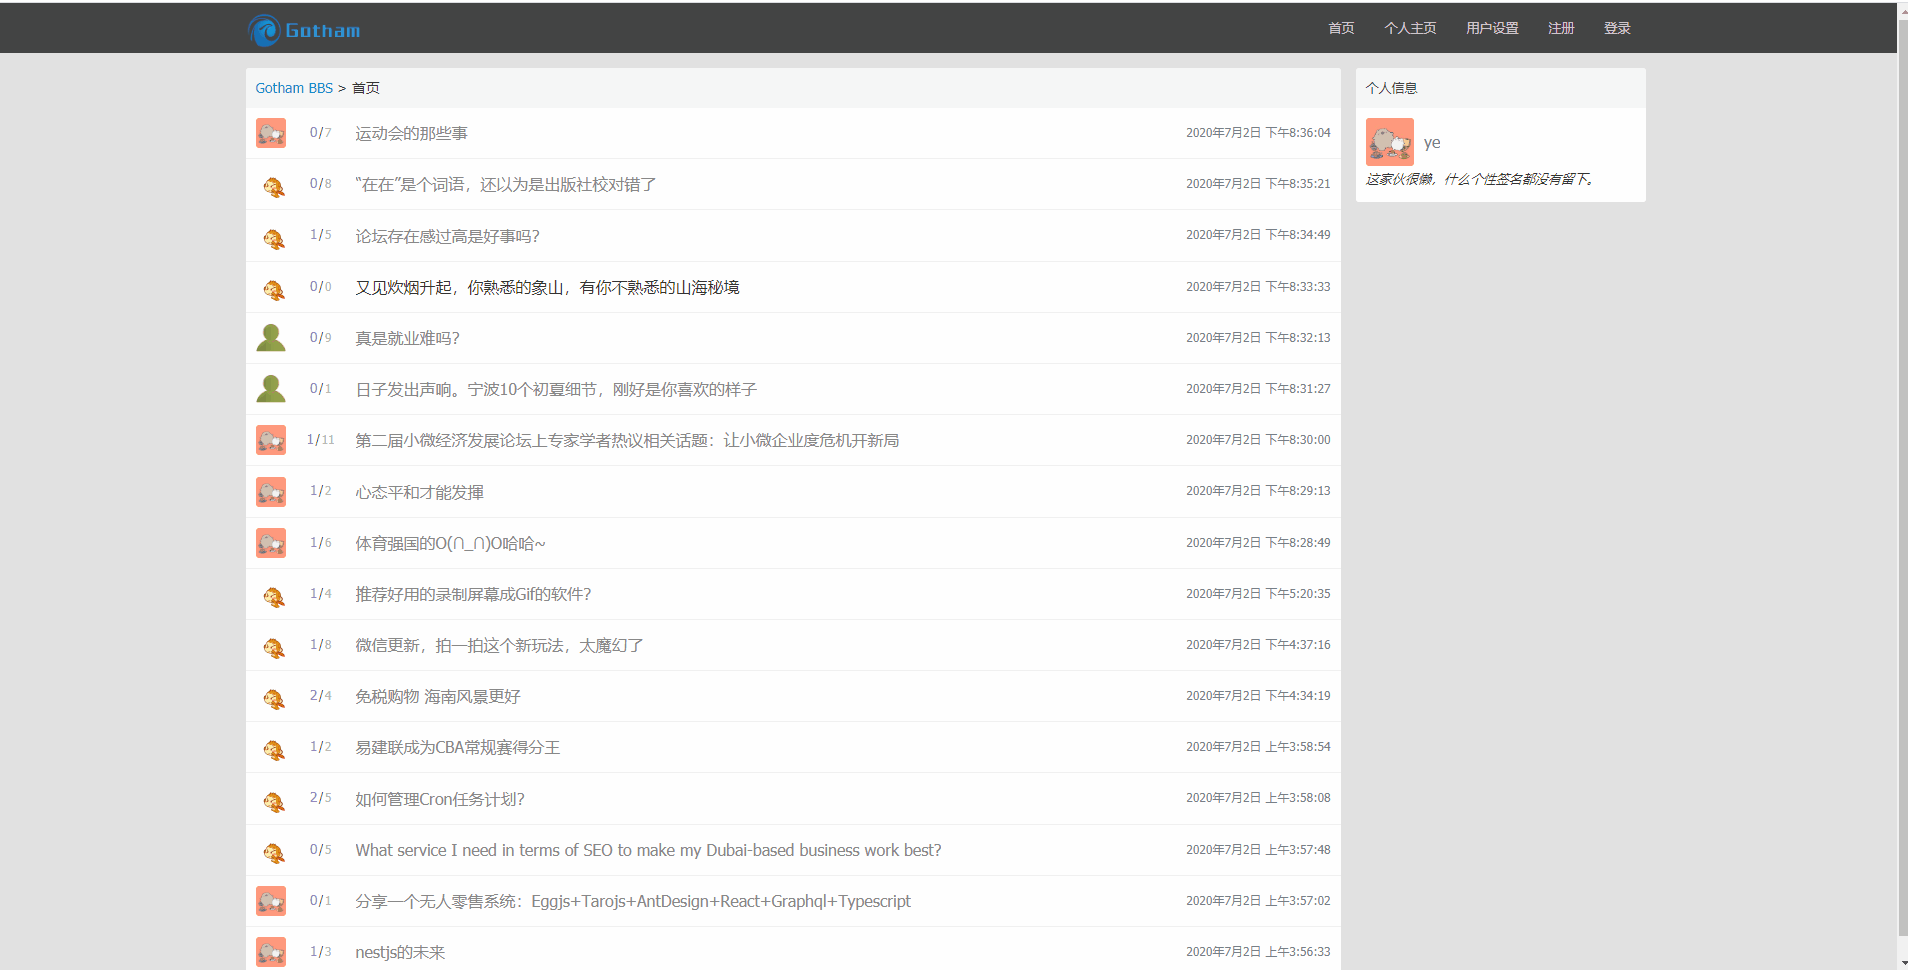 Gotham 首页 个人主页 用户设置 注册 登录
Gotham BBS > 首页
0/7 运动会的那些事 2020年7月2日 下午8:36:04
0/8 “在在”是个词语，还以为是出版社校对错了 2020年7月2日 下午8:35:21
1/5 论坛存在感过高是好事吗？ 2020年7月2日 下午8:34:49
0/0 又见炊烟升起，你熟悉的象山，有你不熟悉的山海秘境 2020年7月2日 下午8:33:33
0/9 真是就业难吗？ 2020年7月2日 下午8:32:13
0/1 日子发出声响。宁波10个初夏细节，刚好是你喜欢的样子 2020年7月2日 下午8:31:27
1/11 第二届小微经济发展论坛上专家学者热议相关话题：让小微企业度危机开新局 2020年7月2日 下午8:30:00
1/2 心态平和才能发揮 2020年7月2日 下午8:29:13
1/6 体育强国的O(∩_∩)O哈哈~ 2020年7月2日 下午8:28:49
1/4 推荐好用的录制屏幕成Gif的软件？ 2020年7月2日 下午5:20:35
1/8 微信更新，拍一拍这个新玩法，太魔幻了 2020年7月2日 下午4:37:16
2/4 免税购物 海南风景更好 2020年7月2日 下午4:34:19
1/2 易建联成为CBA常规赛得分王 2020年7月2日 上午3:58:54
2/5 如何管理Cron任务计划？ 2020年7月2日 上午3:58:08
0/5 What service I need in terms of SEO to make my Dubai-based business work best? 2020年7月2日 上午3:57:48
0/1 分享一个无人零售系统：Eggjs+Tarojs+AntDesign+React+Graphql+Typescript 2020年7月2日 上午3:57:02
1/3 nestjs的未来 2020年7月2日 上午3:56:33
个人信息
ye
这家伙很懒，什么个性签名都没有留下。